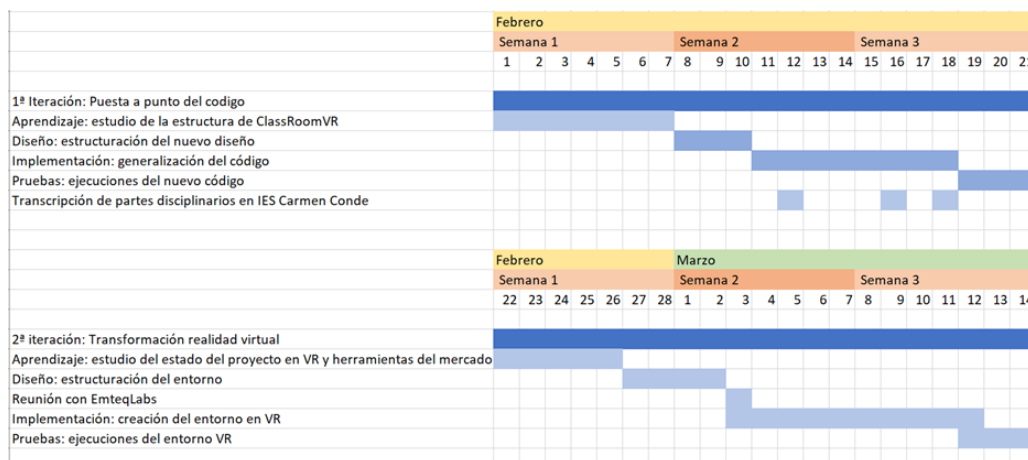 Febrero
Semana 1 Semana 2 Semana 3
1 2 3 4 5 6 7 8 9 10 11 12 13 14 15 16 17 18 19 20 21
1ª Iteración: Puesta a punto del codigo
Aprendizaje: estudio de la estructura de ClassRoomVR
Diseño: estructuración del nuevo diseño
Implementación: generalización del código
Pruebas: ejecuciones del nuevo código
Transcripción de partes disciplinarios en IES Carmen Conde
Febrero Marzo
Semana 1 Semana 2 Semana 3
22 23 24 25 26 27 28 1 2 3 4 5 6 7 8 9 10 11 12 13 14
2ª iteración: Transformación realidad virtual
Aprendizaje: estudio del estado del proyecto en VR y herramientas del mercado
Diseño: estructuración del entorno
Reunión con EmteqLabs
Implementación: creación del entorno en VR
Pruebas: ejecuciones del entorno VR